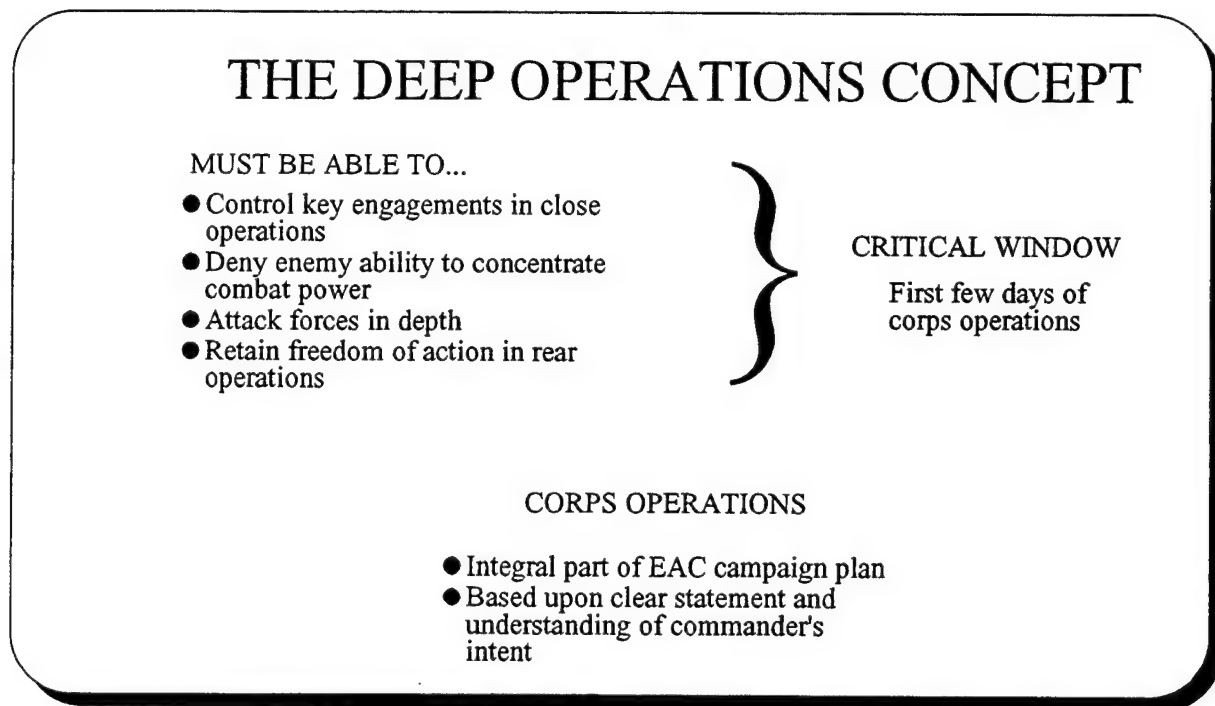 THE DEEP OPERATIONS CONCEPT
MUST BE ABLE TO...
● Control key engagements in close
operations
● Deny enemy ability to concentrate
combat power
● Attack forces in depth
● Retain freedom of action in rear
operations
CRITICAL WINDOW
First few days of
corps operations
CORPS OPERATIONS
● Integral part of EAC campaign plan
● Based upon clear statement and
understanding of commander's
intent